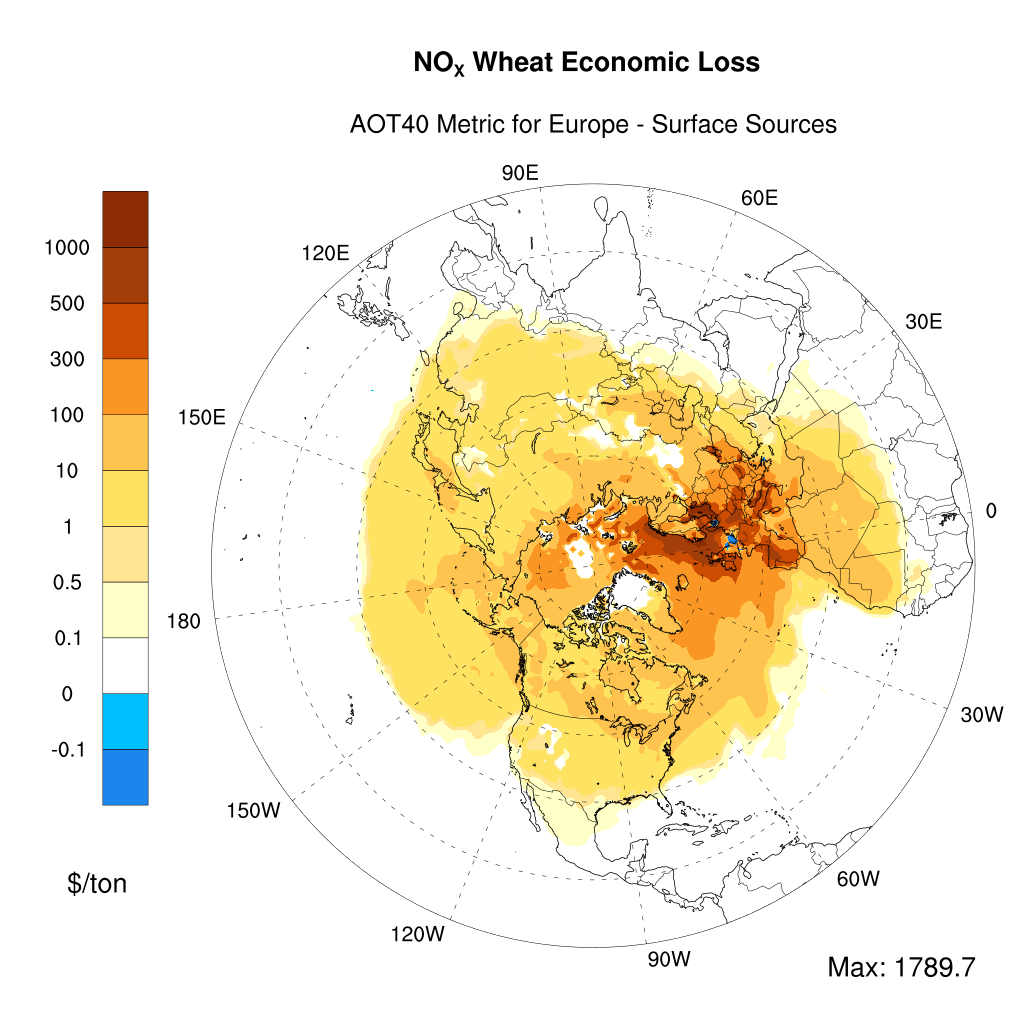 NOX Wheat Economic Loss
AOT40 Metric for Europe - Surface Sources
90E
60E
120E
30E
150E
0
180
30W
150W
60W
120W
90W
1000
500
300
100
10
1
0.5
0.1
0
-0.1
$/ton
Max: 1789.7